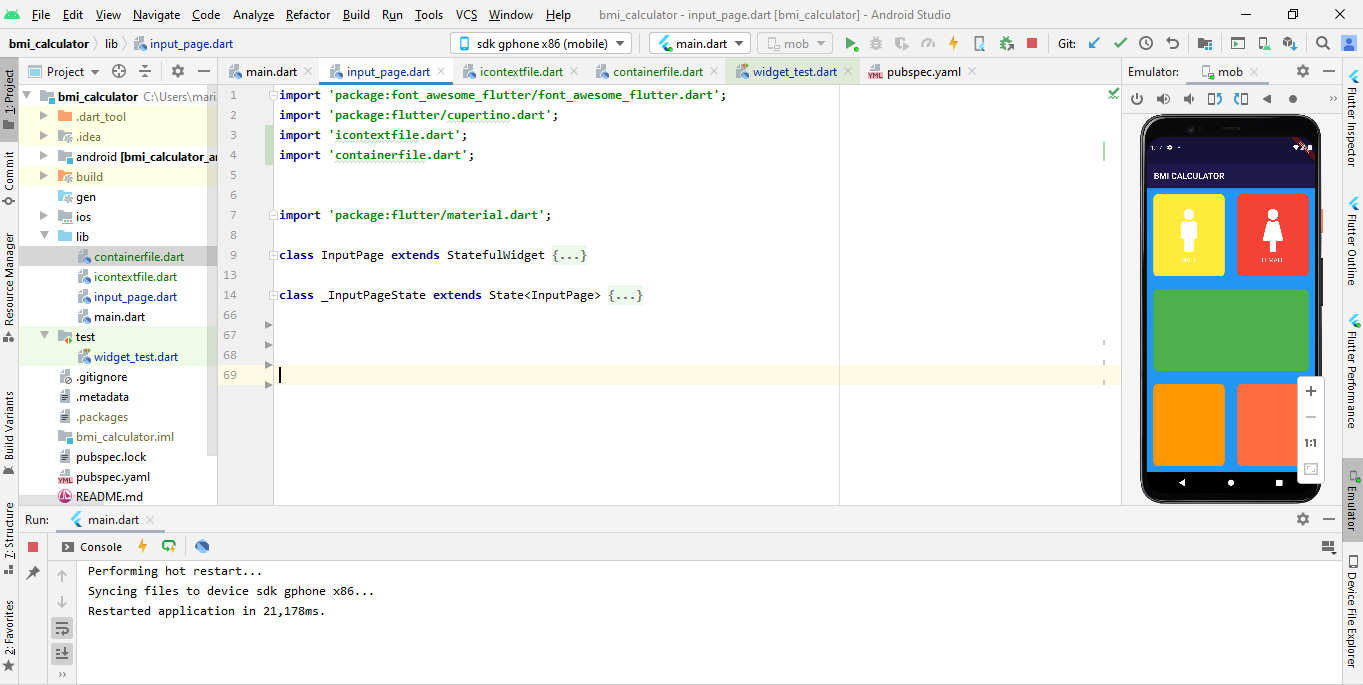 File Edit View Navigate Code Analyze Refactor Build Run Tools VCS Window Help bmi_calculator - input_page.dart [bmi_calculator] - Android Studio
bmi_calculator lib input_page.dart sdk gphone x86 (mobile) main.dart mob Git:
Project main.dart input_page.dart icontextfile.dart containerfile.dart widget_test.dart pubspec.yaml Emulator: mob
1: Project
Commit
Resource Manager
Build Variants
7: Structure
2: Favorites
bmi_calculator C:\Users\mari
.dart_tool
.idea
android [bmi_calculator_an
build
gen
ios
lib
containerfile.dart
icontextfile.dart
input_page.dart
main.dart
test
widget_test.dart
.gitignore
.metadata
.packages
bmi_calculator.iml
pubspec.lock
pubspec.yaml
README.md
1 import 'package:font_awesome_flutter/font_awesome_flutter.dart';
2 import 'package:flutter/cupertino.dart';
3 import 'icontextfile.dart';
4 import 'containerfile.dart';
5
6
7 import 'package:flutter/material.dart';
8
9 class InputPage extends StatefulWidget {...}
13
14 class _InputPageState extends State<InputPage> {...}
66
67
68
69
BMI CALCULATOR
1:1
Flutter Inspector
Flutter Outline
Flutter Performance
Emulator
Device File Explorer
Run: main.dart
Console
Performing hot restart...
Syncing files to device sdk gphone x86...
Restarted application in 21,178ms.